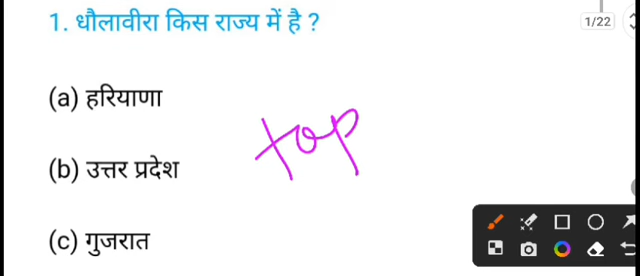 1. धौलावीरा किस राज्य में है ?
1/22
(a) हरियाणा
top
(b) उत्तर प्रदेश
(c) गुजरात